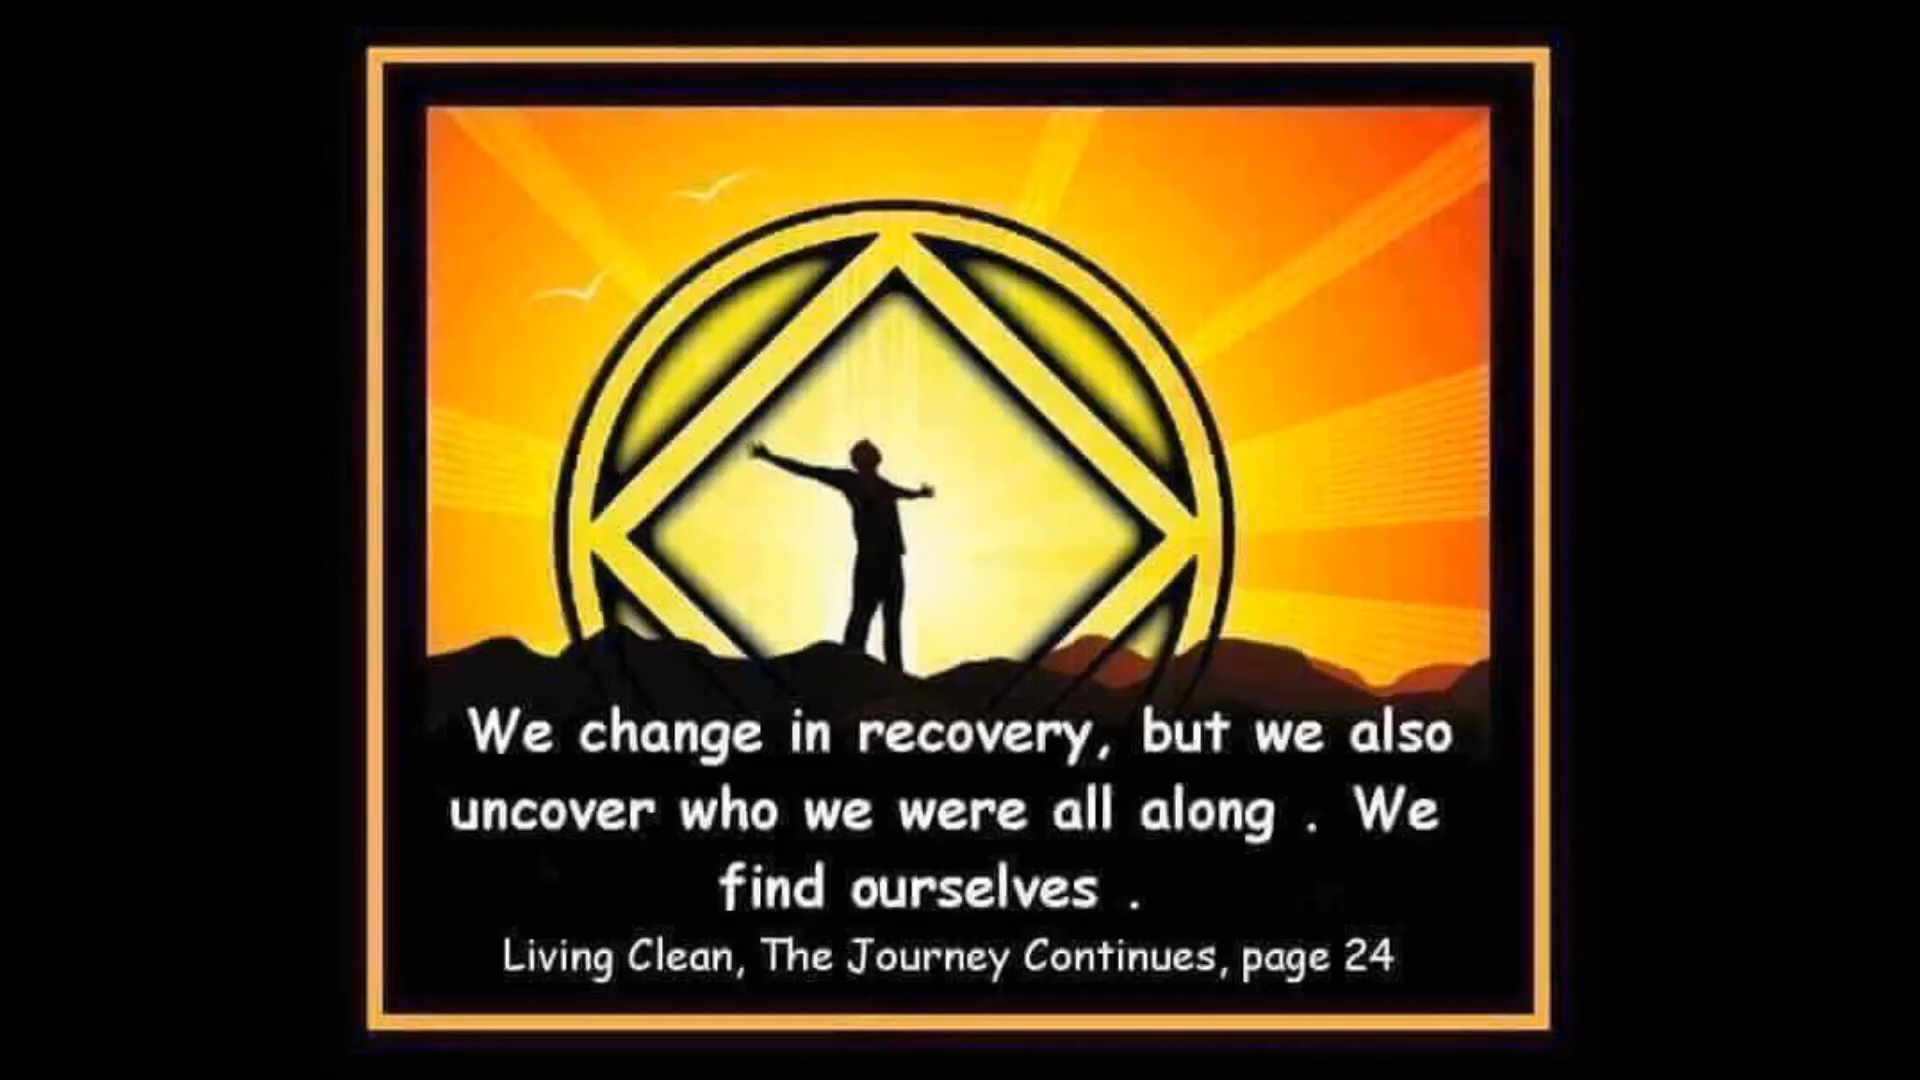 We change in recovery, but we also
uncover who we were all along . We
find ourselves .
Living Clean, The Journey Continues, page 24